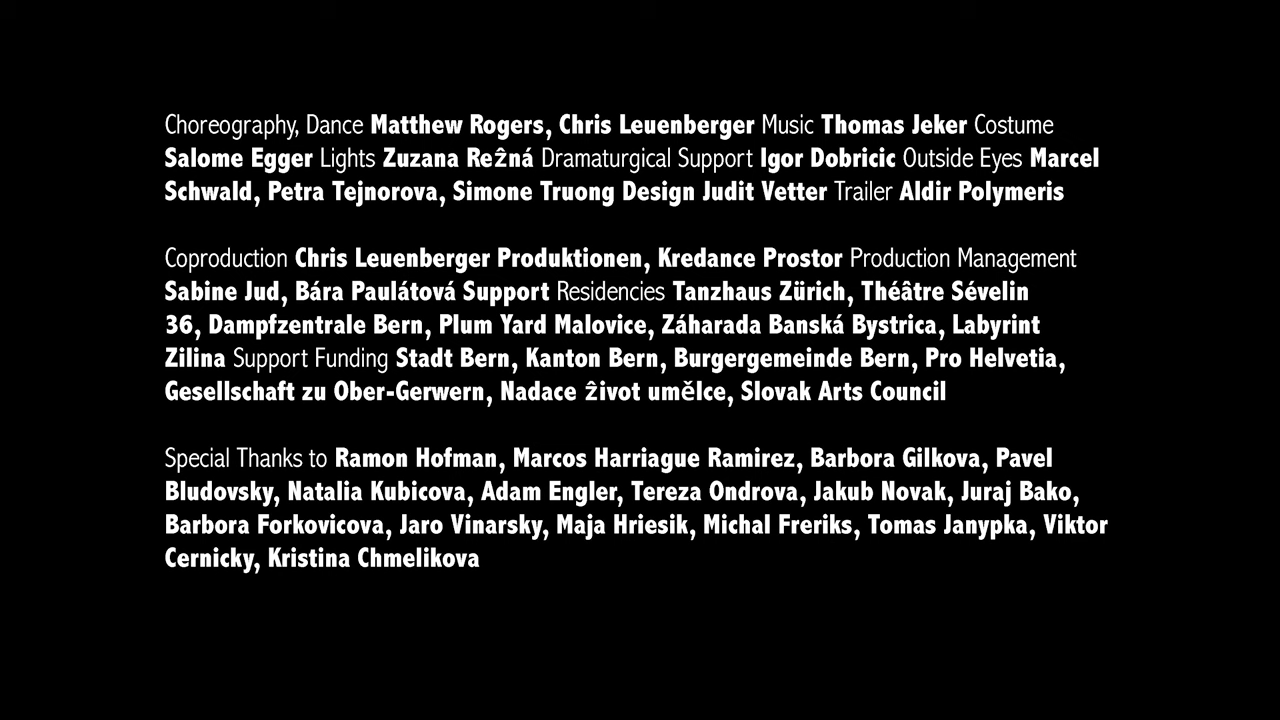 Choreography, Dance Matthew Rogers, Chris Leuenberger Music Thomas Jeker Costume
Salome Egger Lights Zuzana Reẑná Dramaturgical Support Igor Dobricic Outside Eyes Marcel
Schwald, Petra Tejnorova, Simone Truong Design Judit Vetter Trailer Aldir Polymeris
Coproduction Chris Leuenberger Produktionen, Kredance Prostor Production Management
Sabine Jud, Bára Paulátová Support Residencies Tanzhaus Zürich, Théâtre Sévelin
36, Dampfzentrale Bern, Plum Yard Malovice, Záharada Banská Bystrica, Labyrint
Zilina Support Funding Stadt Bern, Kanton Bern, Burgergemeinde Bern, Pro Helvetia,
Gesellschaft zu Ober-Gerwern, Nadace ẑivot umělce, Slovak Arts Council
Special Thanks to Ramon Hofman, Marcos Harriague Ramirez, Barbora Gilkova, Pavel
Bludovsky, Natalia Kubicova, Adam Engler, Tereza Ondrova, Jakub Novak, Juraj Bako,
Barbora Forkovicova, Jaro Vinarsky, Maja Hriesik, Michal Freriks, Tomas Janypka, Viktor
Cernicky, Kristina Chmelikova